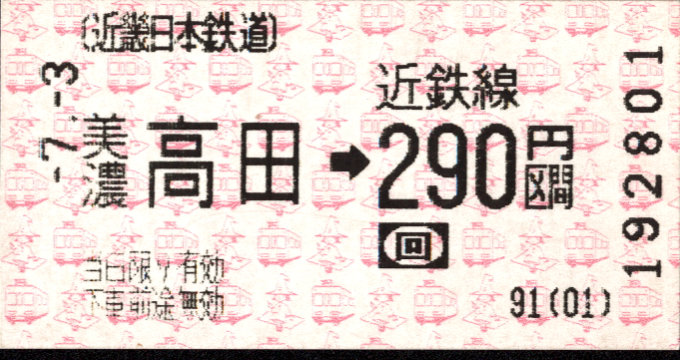 (近畿日本鉄道)
-7.-3
美濃高田→290円区間
近鉄線
回
当日限り有効
下車前途無効
91(01)
192801